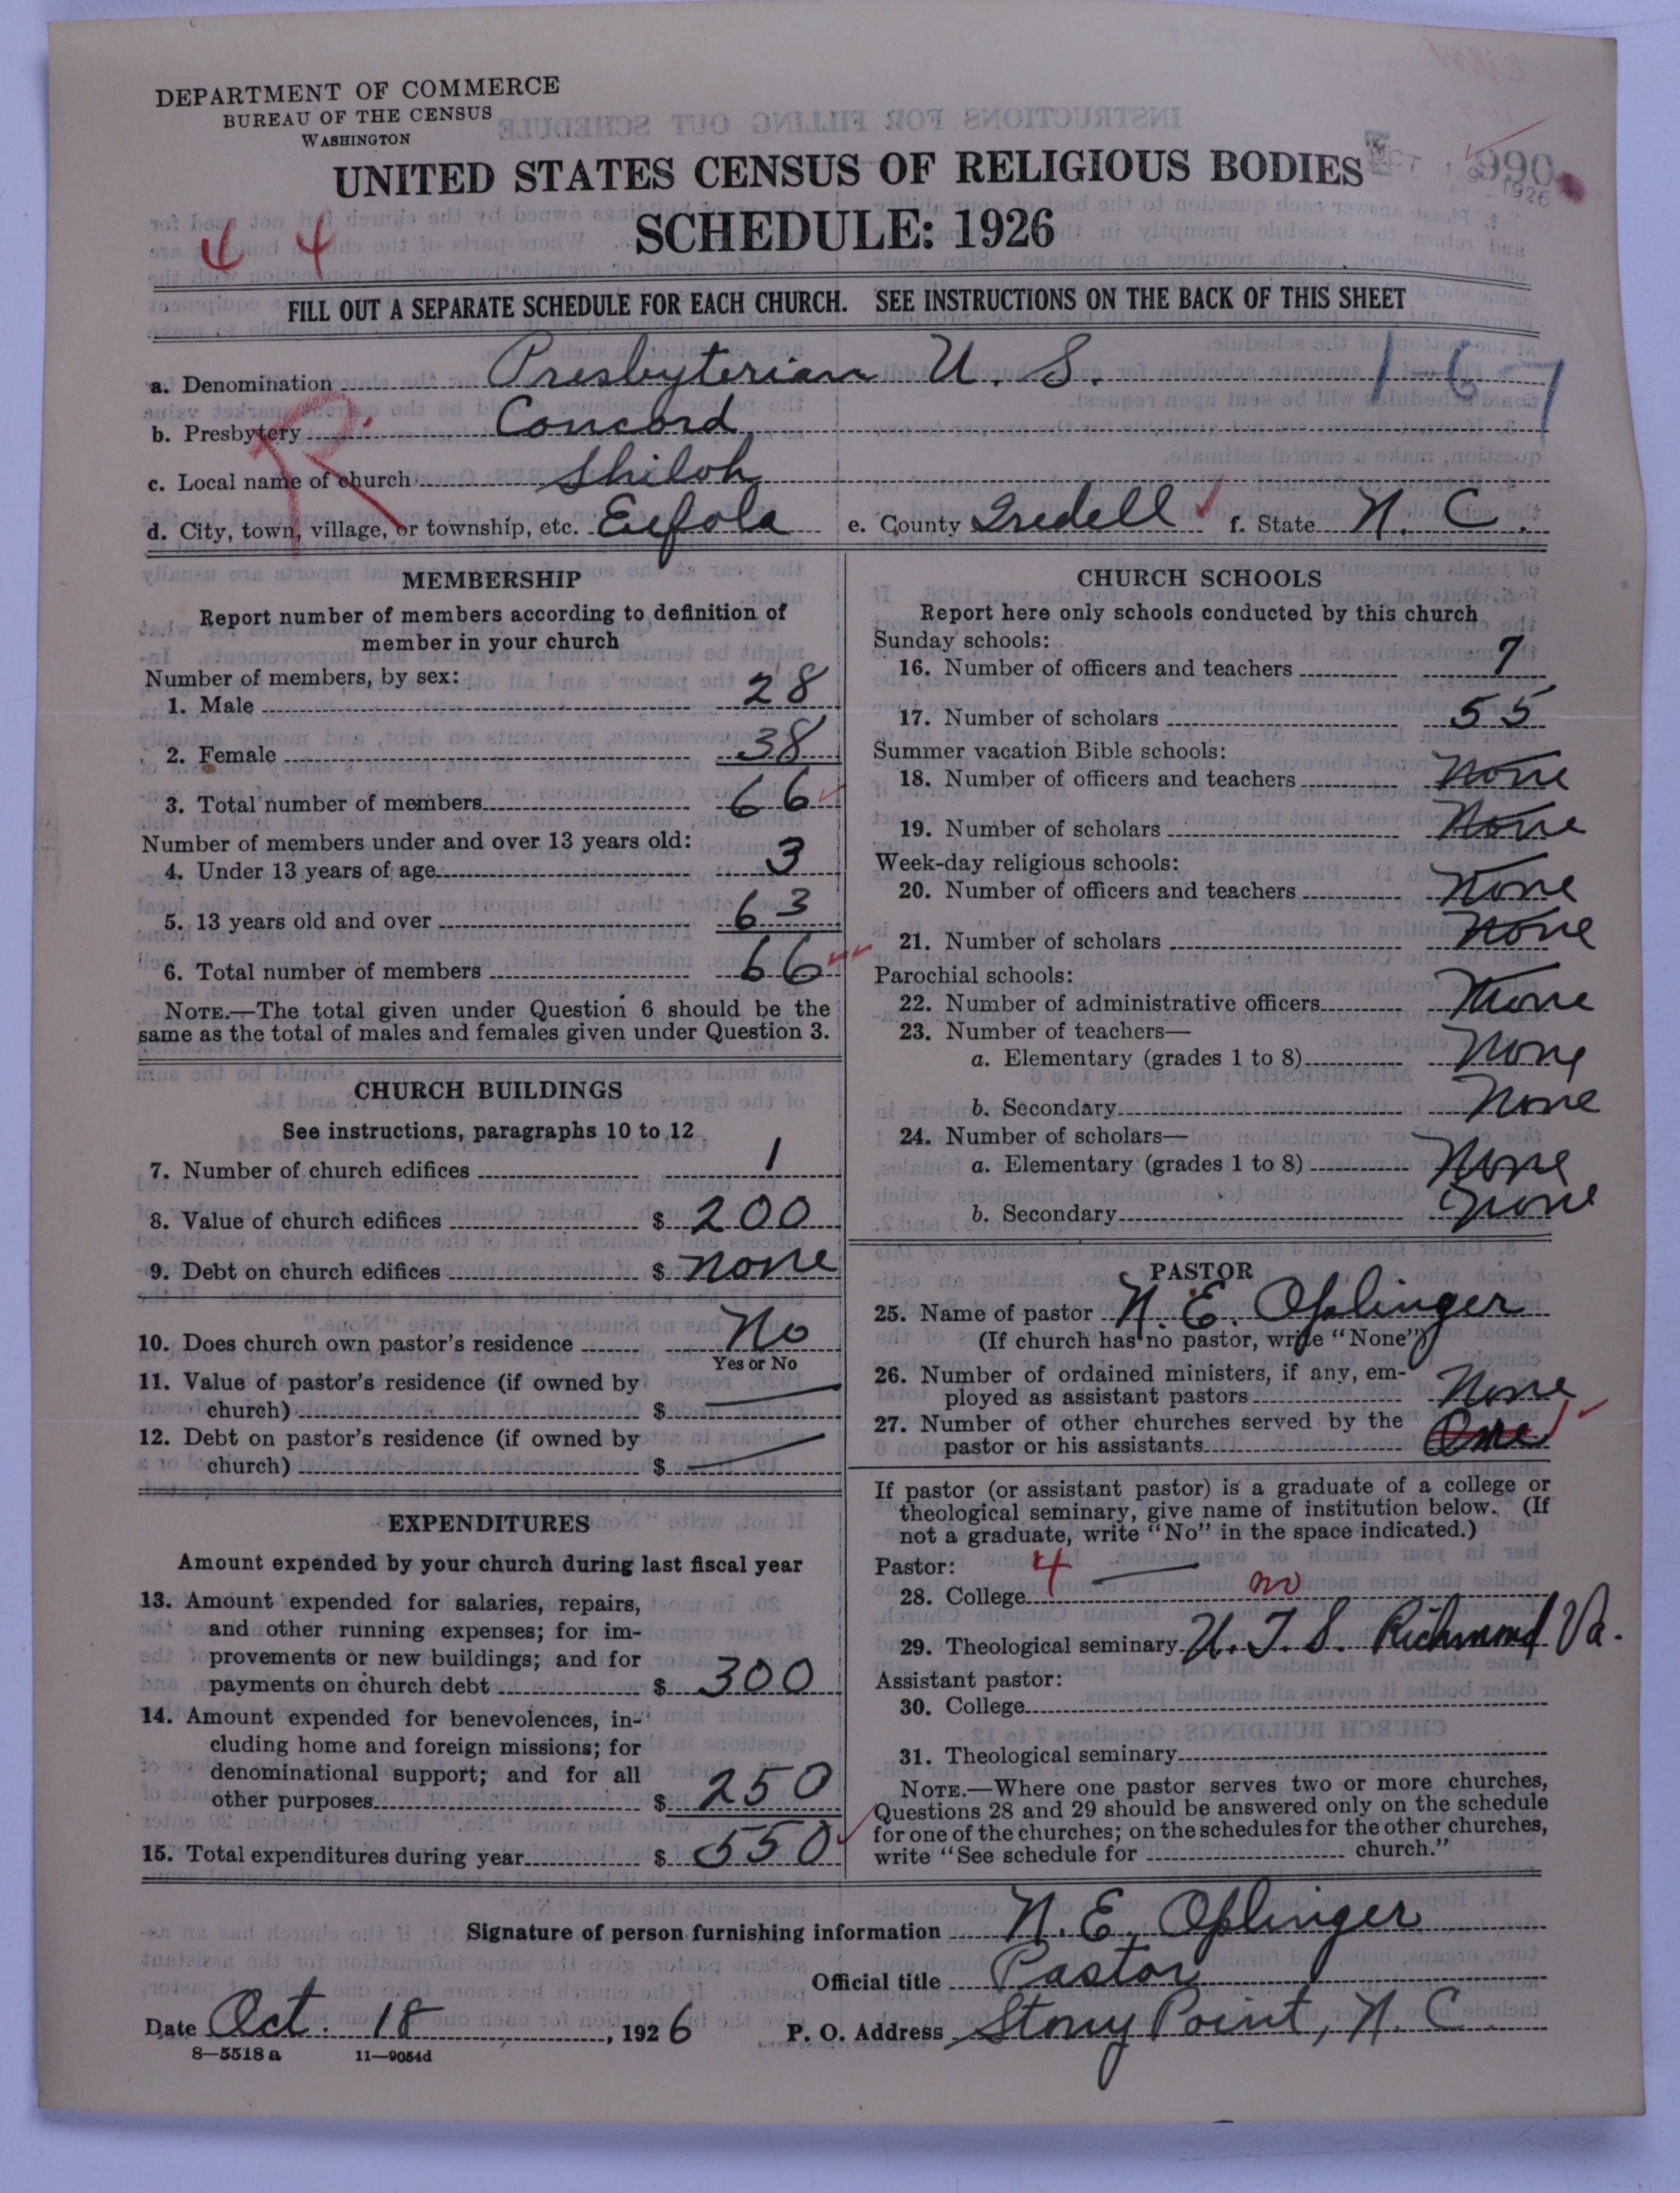 DEPARTMENT OF COMMERCE
BUREAU OF THE CENSUS
WASHINGTON
UNITED STATES CENSUS OF RELIGIOUS BODIES
SCHEDULE: 1926
990
1926
4 4
FILL OUT A SEPARATE SCHEDULE FOR EACH CHURCH. SEE INSTRUCTIONS ON THE BACK OF THIS SHEET
a. Denomination Presbyterian U. S. 1-67
b. Presbytery Concord
R
c. Local name of church Shiloh
d. City, town, village, or township, etc. Eufola e. County Iredell f. State N. C.
MEMBERSHIP
Report number of members according to definition of
member in your church
Number of members, by sex:
1. Male 28
2. Female 38
3. Total number of members 66
Number of members under and over 13 years old:
4. Under 13 years of age 3
5. 13 years old and over 63
6. Total number of members 66
NOTE.—The total given under Question 6 should be the
same as the total of males and females given under Question 3.
CHURCH BUILDINGS
See instructions, paragraphs 10 to 12
7. Number of church edifices 1
8. Value of church edifices $ 200
9. Debt on church edifices $ none
10. Does church own pastor's residence No
Yes or No
11. Value of pastor's residence (if owned by
church) $ —
12. Debt on pastor's residence (if owned by
church) $ —
EXPENDITURES
Amount expended by your church during last fiscal year
13. Amount expended for salaries, repairs,
and other running expenses; for im-
provements or new buildings; and for
payments on church debt $ 300
14. Amount expended for benevolences, in-
cluding home and foreign missions; for
denominational support; and for all
other purposes $ 250
15. Total expenditures during year $ 550
CHURCH SCHOOLS
Report here only schools conducted by this church
Sunday schools:
16. Number of officers and teachers 7
17. Number of scholars 55
Summer vacation Bible schools:
18. Number of officers and teachers None
19. Number of scholars None
Week-day religious schools:
20. Number of officers and teachers None
21. Number of scholars None
Parochial schools:
22. Number of administrative officers None
23. Number of teachers—
a. Elementary (grades 1 to 8) None
b. Secondary None
24. Number of scholars—
a. Elementary (grades 1 to 8) None
b. Secondary None
PASTOR
25. Name of pastor N. E. Oplinger
(If church has no pastor, write "None")
26. Number of ordained ministers, if any, em-
ployed as assistant pastors None
27. Number of other churches served by the
pastor or his assistants One 1
If pastor (or assistant pastor) is a graduate of a college or
theological seminary, give name of institution below. (If
not a graduate, write "No" in the space indicated.)
Pastor: 4 —
28. College no
29. Theological seminary U. T. S. Richmond Va.
Assistant pastor:
30. College
31. Theological seminary
NOTE.—Where one pastor serves two or more churches,
Questions 28 and 29 should be answered only on the schedule
for one of the churches; on the schedules for the other churches,
write "See schedule for church."
Signature of person furnishing information N. E. Oplinger
Official title Pastor
Date Oct. 18, 1926 P. O. Address Stony Point, N. C.
8—5518 a 11—9054d